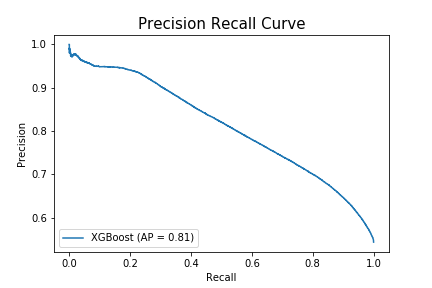 Precision Recall Curve
1.0
0.9
0.8
0.7
0.6
Precision
XGBoost (AP = 0.81)
0.0 0.2 0.4 0.6 0.8 1.0
Recall